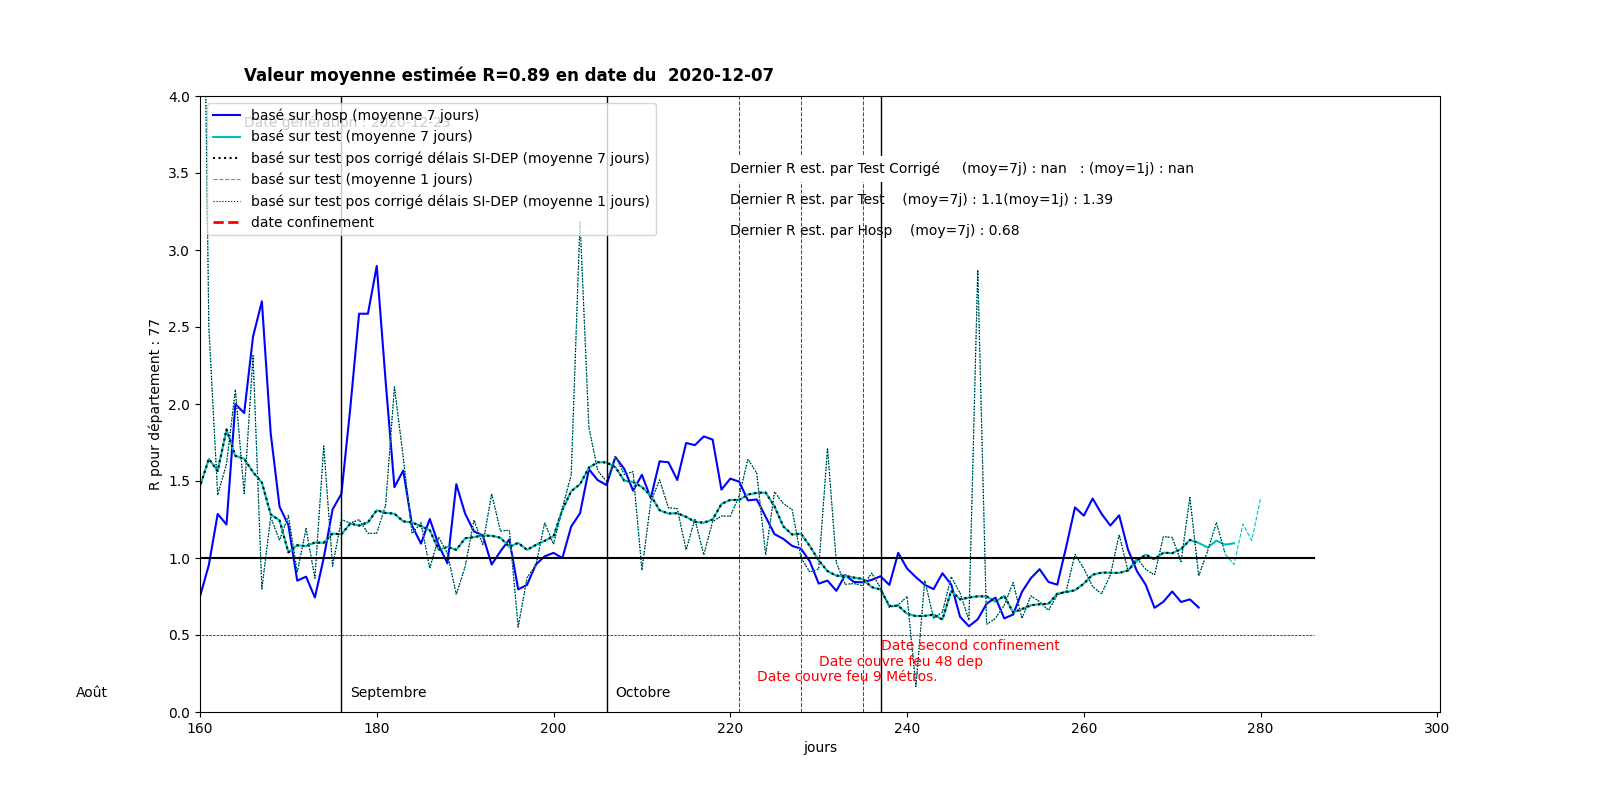 Valeur moyenne estimée R=0.89 en date du  2020-12-07
Date génération : 2020-12-23
basé sur hosp (moyenne 7 jours)
basé sur test (moyenne 7 jours)
basé sur test pos corrigé délais SI-DEP (moyenne 7 jours)
basé sur test (moyenne 1 jours)
basé sur test pos corrigé délais SI-DEP (moyenne 1 jours)
date confinement
Dernier R est. par Test Corrigé     (moy=7j) : nan   : (moy=1j) : nan
Dernier R est. par Test    (moy=7j) : 1.1(moy=1j) : 1.39
Dernier R est. par Hosp    (moy=7j) : 0.68
R pour département : 77
4.0
3.5
3.0
2.5
2.0
1.5
1.0
0.5
0.0
Date second confinement
Date couvre feu 48 dep
Date couvre feu 9 Métros.
Août
Septembre
Octobre
160 180 200 220 240 260 280 300
jours